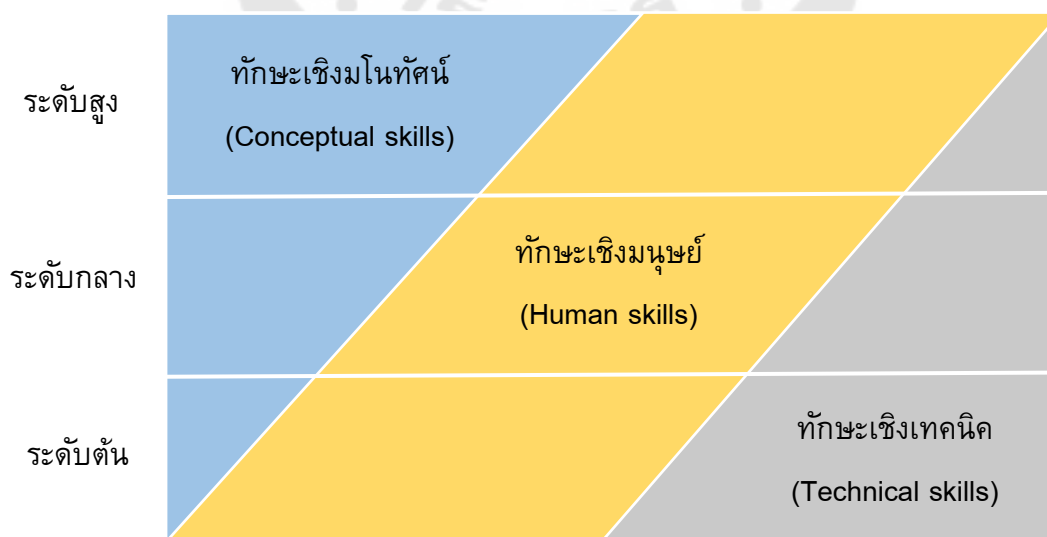 ระดับสูง
ทักษะเชิงมโนทัศน์
(Conceptual skills)
ระดับกลาง
ทักษะเชิงมนุษย์
(Human skills)
ระดับต้น
ทักษะเชิงเทคนิค
(Technical skills)